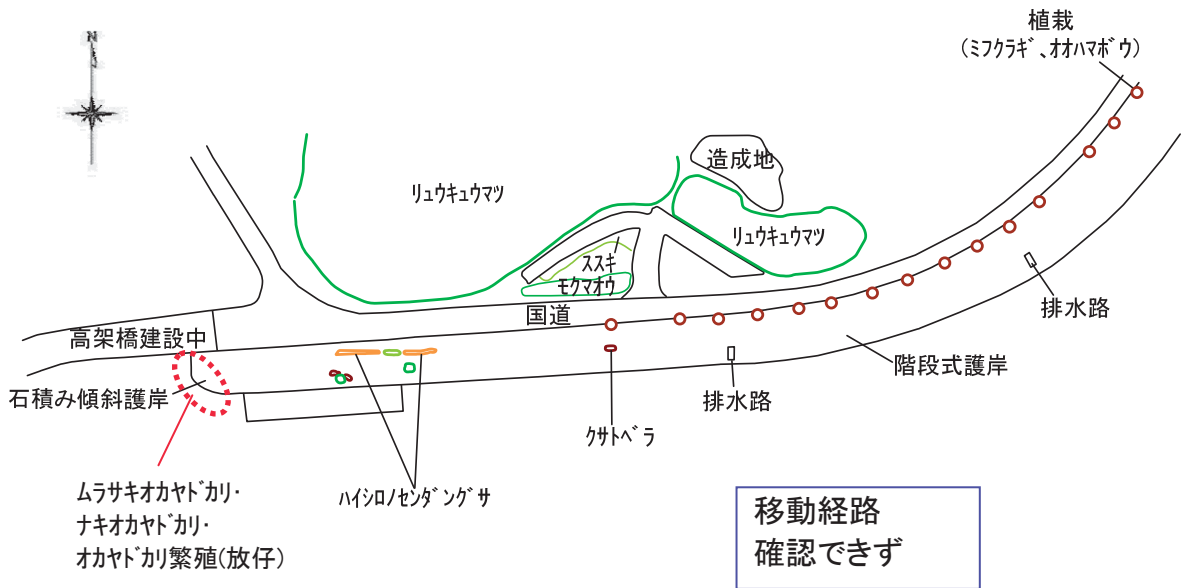 植栽
(ミフクラギ、オオハマボウ)
N
造成地
リュウキュウマツ
リュウキュウマツ
ススキ
モクマオウ
国道
排水路
高架橋建設中
階段式護岸
石積み傾斜護岸
排水路
クサトベラ
ハイシロノセンダングサ
ムラサキオカヤドカリ・
ナキオカヤドカリ・
オカヤドカリ繁殖(放仔)
移動経路
確認できず